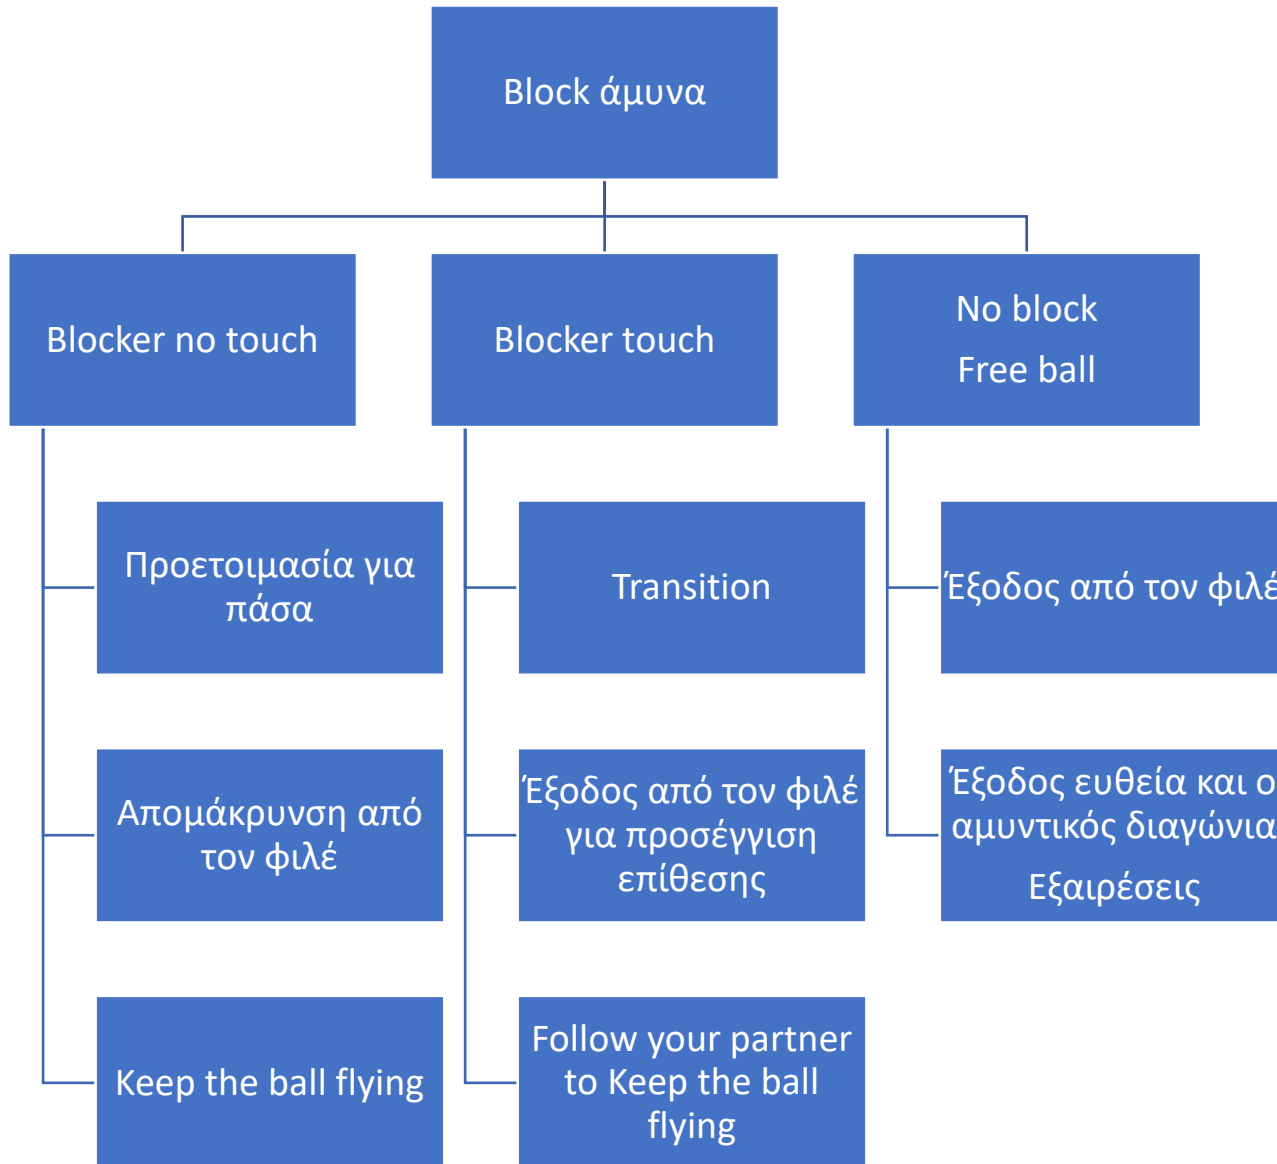 Block άμυνα
Blocker no touch
Blocker touch
No block
Free ball
Προετοιμασία για
πάσα
Transition
Έξοδος από τον φιλέ
Απομάκρυνση από
τον φιλέ
Έξοδος από τον φιλέ
για προσέγγιση
επίθεσης
Έξοδος ευθεία και ο
αμυντικός διαγώνια
Εξαιρέσεις
Keep the ball flying
Follow your partner
to Keep the ball
flying